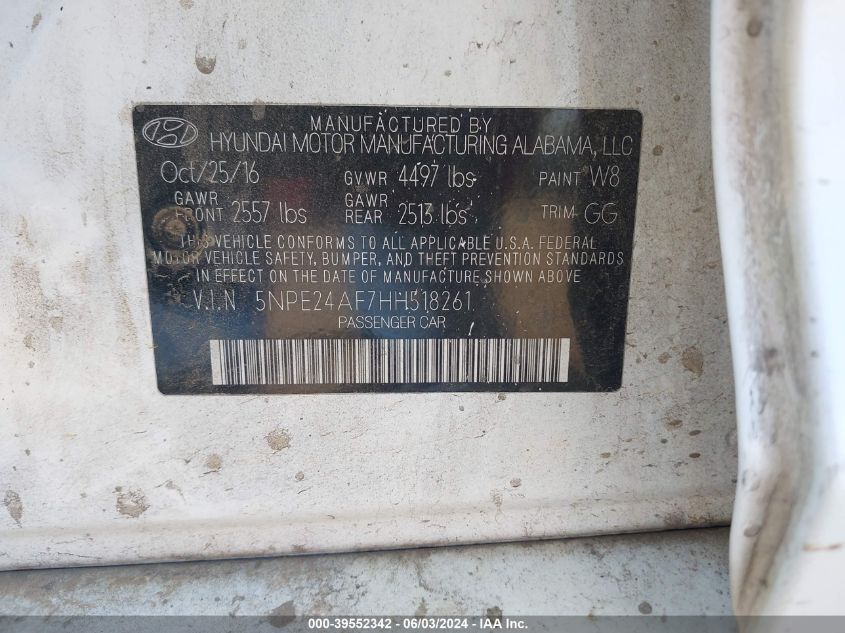 MANUFACTURED BY
HYUNDAI MOTOR MANUFACTURING ALABAMA, LLC
Oct/25/16 GVWR 4497 lbs PAINT W8
GAWR FRONT 2557 lbs GAWR REAR 2513 lbs TRIM GG
THIS VEHICLE CONFORMS TO ALL APPLICABLE U.S.A. FEDERAL
MOTOR VEHICLE SAFETY, BUMPER, AND THEFT PREVENTION STANDARDS
IN EFFECT ON THE DATE OF MANUFACTURE SHOWN ABOVE
V.I.N 5NPE24AF7HH518261
PASSENGER CAR
000-39552342 - 06/03/2024 - IAA Inc.